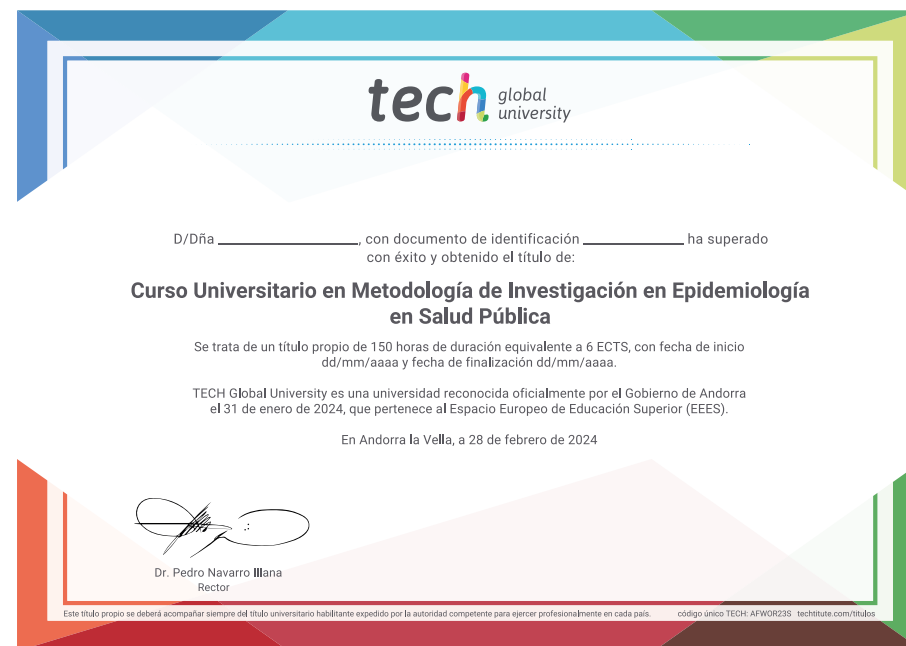 tech global university
D/Dña ____________, con documento de identificación ____________ ha superado
con éxito y obtenido el título de:
Curso Universitario en Metodología de Investigación en Epidemiología
en Salud Pública
Se trata de un título propio de 150 horas de duración equivalente a 6 ECTS, con fecha de inicio
dd/mm/aaaa y fecha de finalización dd/mm/aaaa.
TECH Global University es una universidad reconocida oficialmente por el Gobierno de Andorra
el 31 de enero de 2024, que pertenece al Espacio Europeo de Educación Superior (EEES).
En Andorra la Vella, a 28 de febrero de 2024
Dr. Pedro Navarro Illana
Rector
Este título propio se deberá acompañar siempre del título universitario habilitante expedido por la autoridad competente para ejercer profesionalmente en cada país. código único TECH: AFWOR23S techtitute.com/titulos